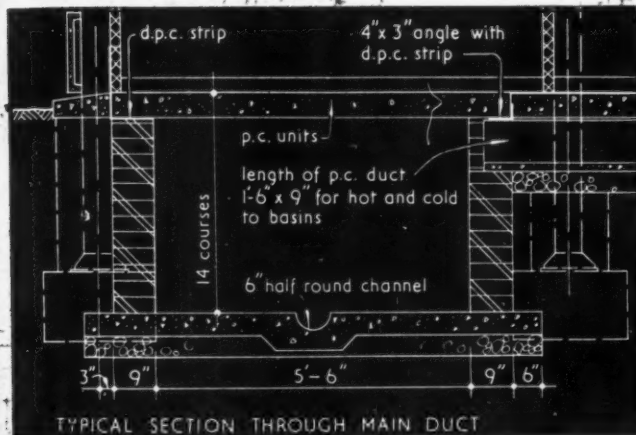 d.p.c. strip
4" x 3" angle with
d.p.c. strip
p.c. units
length of p.c. duct
1'-6" x 9" for hot and cold
to basins
14 courses
6" half round channel
3"
9"
5'-6"
9"
6"
TYPICAL SECTION THROUGH MAIN DUCT